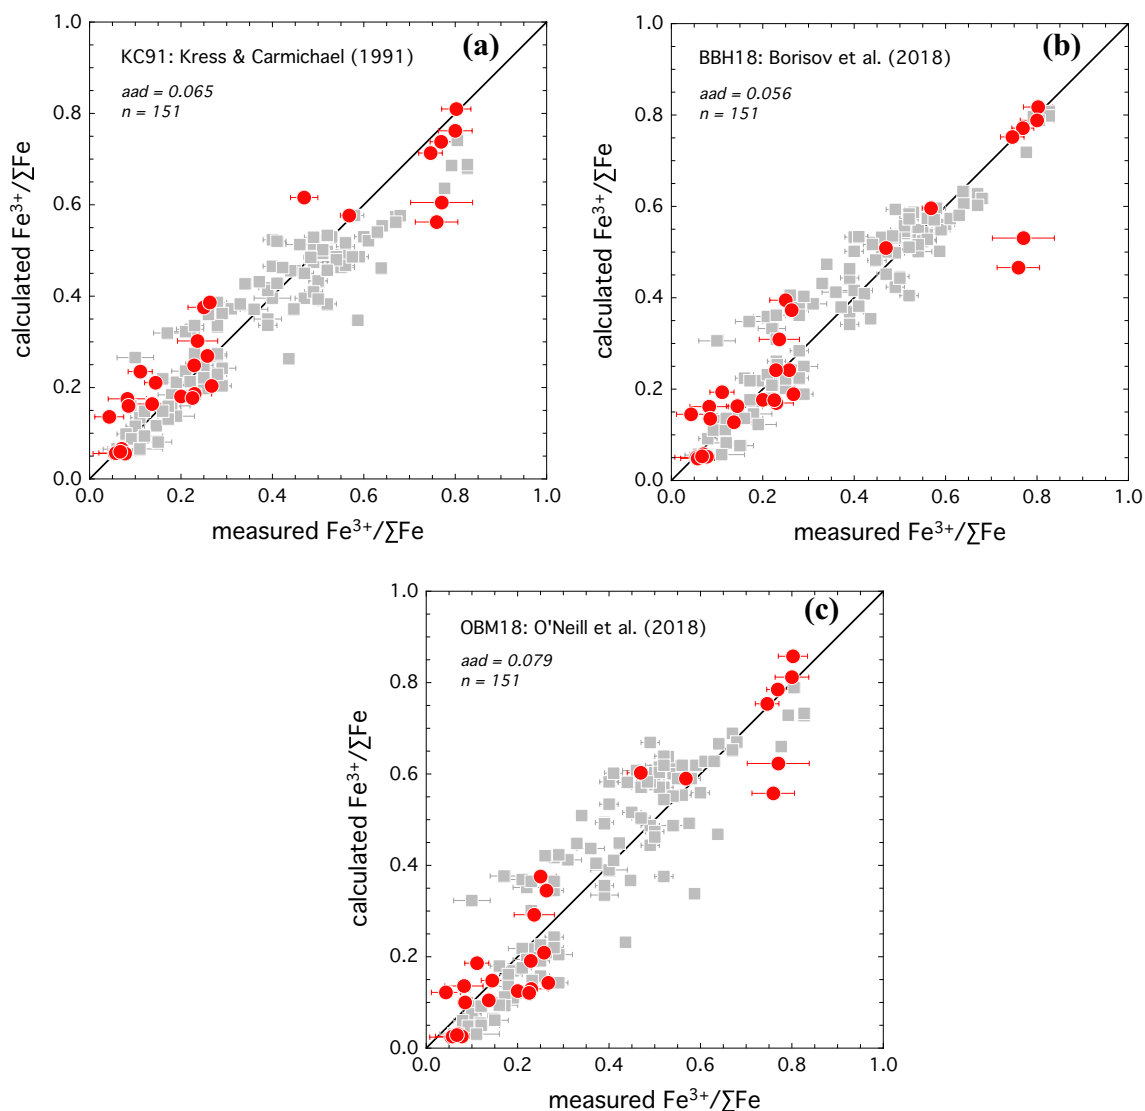 (a)
KC91: Kress & Carmichael (1991)
aad = 0.065
n = 151
calculated Fe³⁺/∑Fe
1.0
0.8
0.6
0.4
0.2
0.0
0.0 0.2 0.4 0.6 0.8 1.0
measured Fe³⁺/∑Fe
(b)
BBH18: Borisov et al. (2018)
aad = 0.056
n = 151
calculated Fe³⁺/∑Fe
1.0
0.8
0.6
0.4
0.2
0.0
0.0 0.2 0.4 0.6 0.8 1.0
measured Fe³⁺/∑Fe
(c)
OBM18: O'Neill et al. (2018)
aad = 0.079
n = 151
calculated Fe³⁺/∑Fe
1.0
0.8
0.6
0.4
0.2
0.0
0.0 0.2 0.4 0.6 0.8 1.0
measured Fe³⁺/∑Fe